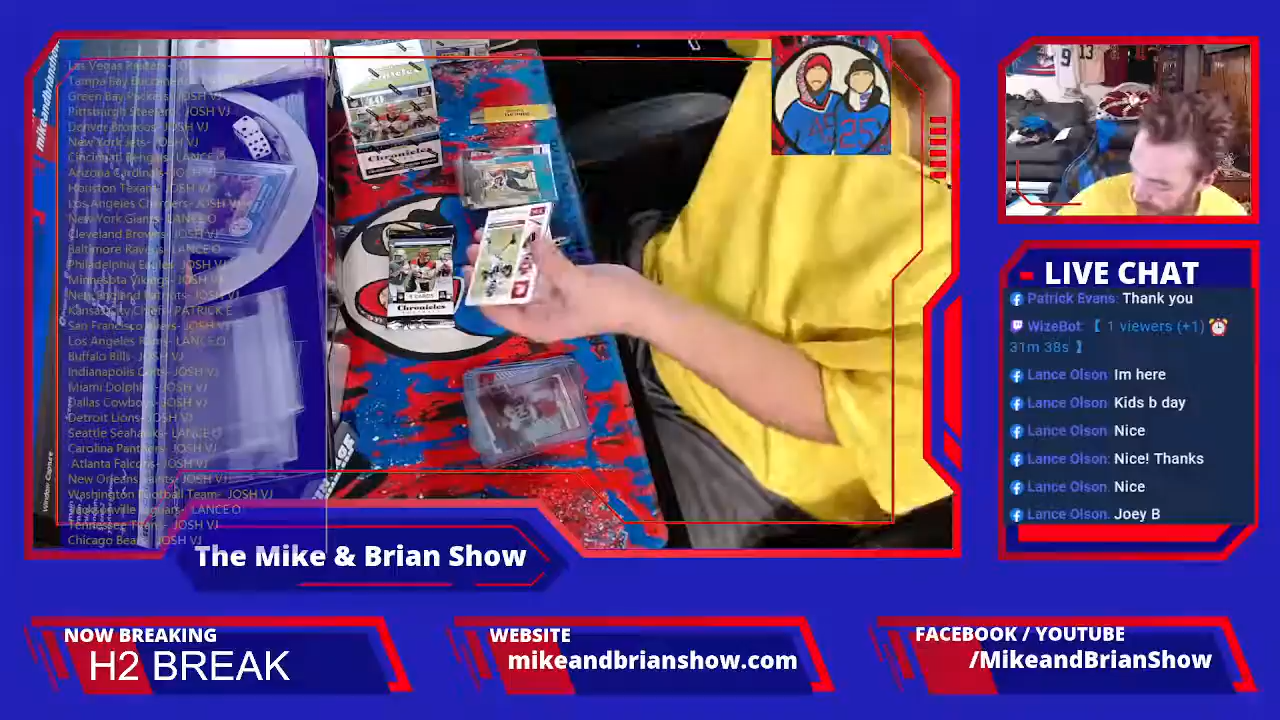 mikeandbria
Las Vegas Raiders- JO
Tampa Bay Buccaneers-
Green Bay Packers- JOSH VJ
Pittsburgh Steelers- JOSH VJ
Denver Broncos- JOSH VJ
New York Jets- JOSH VJ
Cincinnati Bengals- LANCE O
Arizona Cardinals- JOSH VJ
Houston Texans- JOSH VJ
Los Angeles Chargers- JOSH VJ
New York Giants- LANCE O
Cleveland Browns- JOSH VJ
Baltimore Ravens- LANCE O
Philadelphia Eagles- JOSH VJ
Minnesota Vikings- JOSH VJ
New England Patriots- JOSH VJ
Kansas City Chiefs- PATRICK E
San Francisco 49ers- JOSH VJ
Los Angeles Rams- LANCE O
Buffalo Bills- JOSH VJ
Indianapolis Colts- JOSH VJ
Miami Dolphins- JOSH VJ
Dallas Cowboys- JOSH VJ
Detroit Lions- JOSH VJ
Seattle Seahawks- LANCE O
Carolina Panthers- JOSH VJ
Atlanta Falcons- JOSH VJ
New Orleans Saints- JOSH VJ
Washington Football Team- JOSH VJ
Jacksonville Jaguars- LANCE O
Tennessee Titans- JOSH VJ
Chicago Bears- JOSH VJ
Window Capture
Chronicles
Chronicles
25
9
13
LIVE CHAT
Patrick Evans: Thank you
WizeBot: 【 1 viewers (+1) ⏰
31m 38s 】
Lance Olson: Im here
Lance Olson: Kids b day
Lance Olson: Nice
Lance Olson: Nice! Thanks
Lance Olson: Nice
Lance Olson: Joey B
The Mike & Brian Show
NOW BREAKING
H2 BREAK
WEBSITE
mikeandbrianshow.com
FACEBOOK / YOUTUBE
/MikeandBrianShow